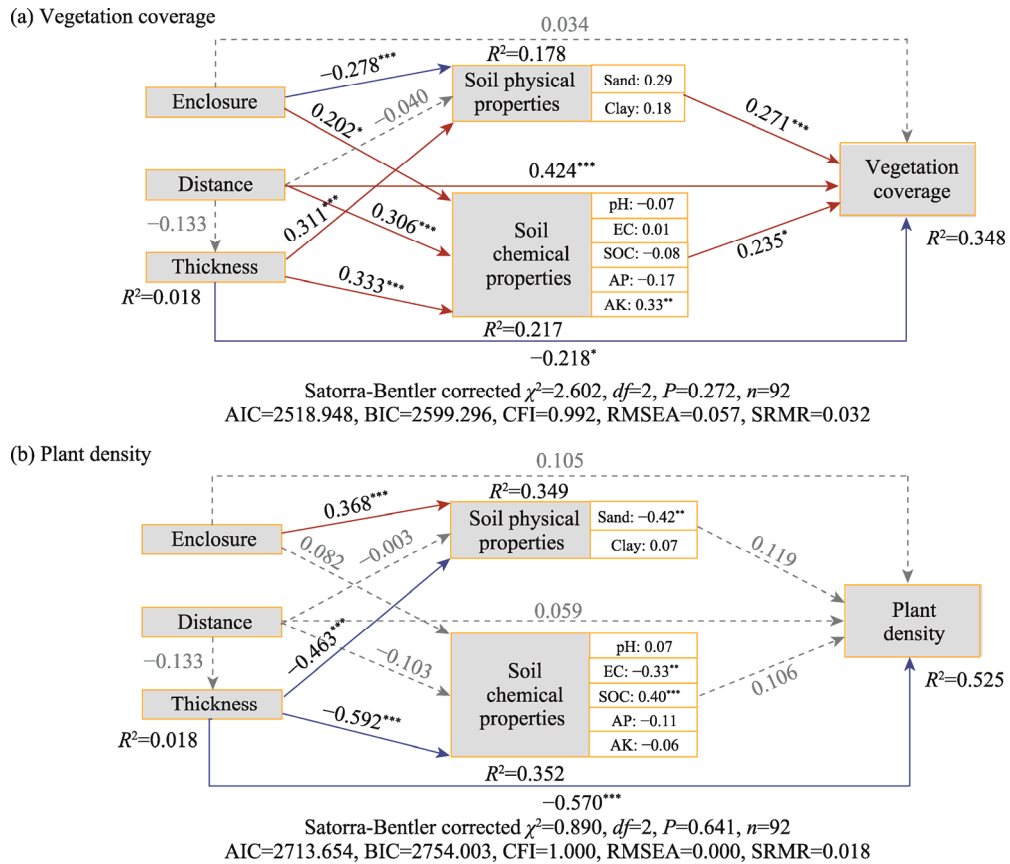 (a) Vegetation coverage
0.034
R²=0.178
−0.278***
Soil physical
properties
Sand: 0.29
Clay: 0.18
Enclosure
−0.040
0.202*
0.271***
Vegetation
coverage
Distance
0.424***
−0.133
0.311***
0.306***
Soil
chemical
properties
pH: −0.07
EC: 0.01
SOC: −0.08
AP: −0.17
AK: 0.33**
0.235*
R²=0.348
Thickness
0.333***
R²=0.018
R²=0.217
−0.218*
Satorra-Bentler corrected χ²=2.602, df=2, P=0.272, n=92
AIC=2518.948, BIC=2599.296, CFI=0.992, RMSEA=0.057, SRMR=0.032
(b) Plant density
0.105
R²=0.349
0.368***
Soil physical
properties
Sand: −0.42**
Clay: 0.07
Enclosure
0.082
−0.003
0.119
Plant
density
Distance
0.059
−0.133
−0.463***
−0.103
Soil
chemical
properties
pH: 0.07
EC: −0.33**
SOC: 0.40***
AP: −0.11
AK: −0.06
0.106
R²=0.525
Thickness
−0.592***
R²=0.018
R²=0.352
−0.570***
Satorra-Bentler corrected χ²=0.890, df=2, P=0.641, n=92
AIC=2713.654, BIC=2754.003, CFI=1.000, RMSEA=0.000, SRMR=0.018